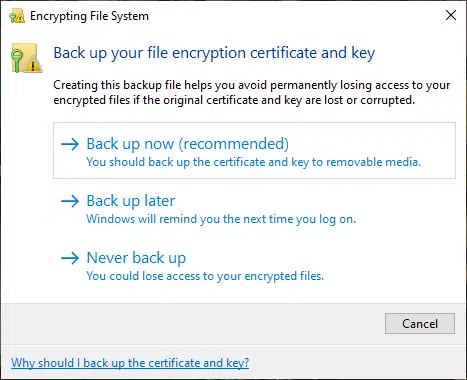 Encrypting File System
Back up your file encryption certificate and key
Creating this backup file helps you avoid permanently losing access to your
encrypted files if the original certificate and key are lost or corrupted.
Back up now (recommended)
You should back up the certificate and key to removable media.
Back up later
Windows will remind you the next time you log on.
Never back up
You could lose access to your encrypted files.
Cancel
Why should I back up the certificate and key?